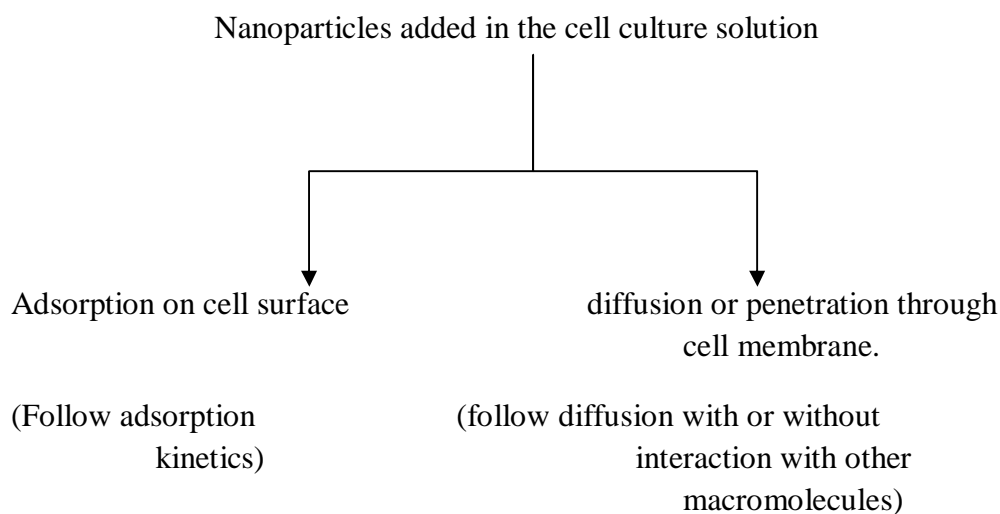 Nanoparticles added in the cell culture solution
Adsorption on cell surface
diffusion or penetration through
cell membrane.
(Follow adsorption
kinetics)
(follow diffusion with or without
interaction with other
macromolecules)